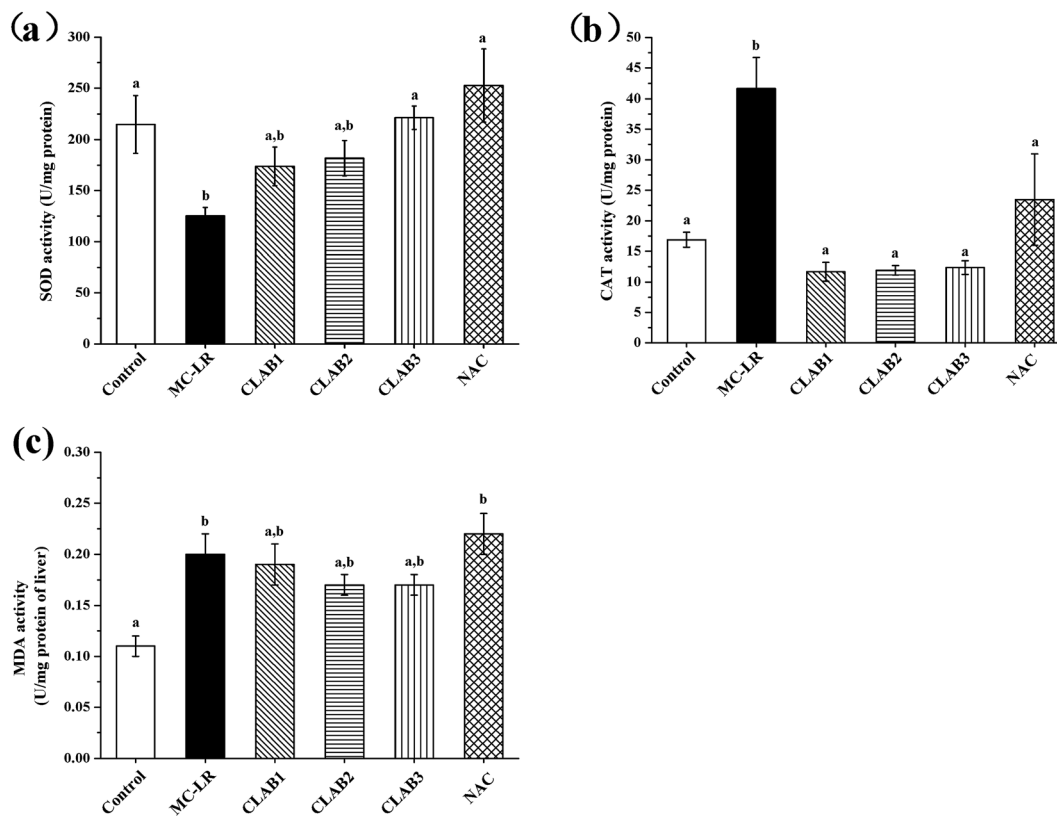 (a)
SOD activity (U/mg protein)
300
250
200
150
100
50
0
a
b
a,b
a,b
a
a
Control
MC-LR
CLAB1
CLAB2
CLAB3
NAC
(b)
CAT activity (U/mg protein)
50
45
40
35
30
25
20
15
10
5
0
a
b
a
a
a
a
Control
MC-LR
CLAB1
CLAB2
CLAB3
NAC
(c)
MDA activity
(U/mg protein of liver)
0.30
0.25
0.20
0.15
0.10
0.05
0.00
a
b
a,b
a,b
a,b
b
Control
MC-LR
CLAB1
CLAB2
CLAB3
NAC